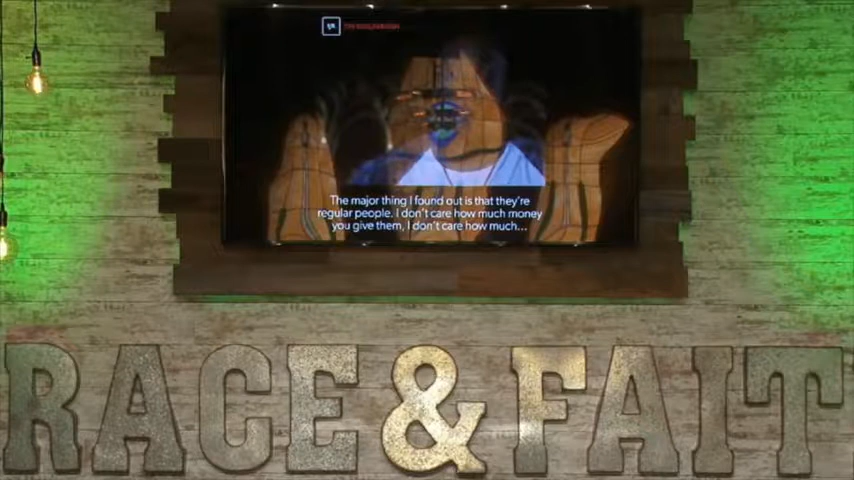 The major thing I found out is that they're
regular people. I don't care how much money
you give them, I don't care how much...
RACE & FAIT